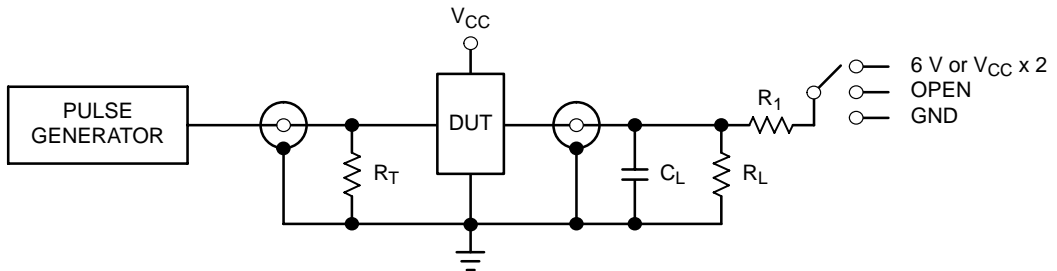 VCC
6 V or VCC x 2
OPEN
GND
R1
PULSE
GENERATOR
DUT
RT
CL
RL